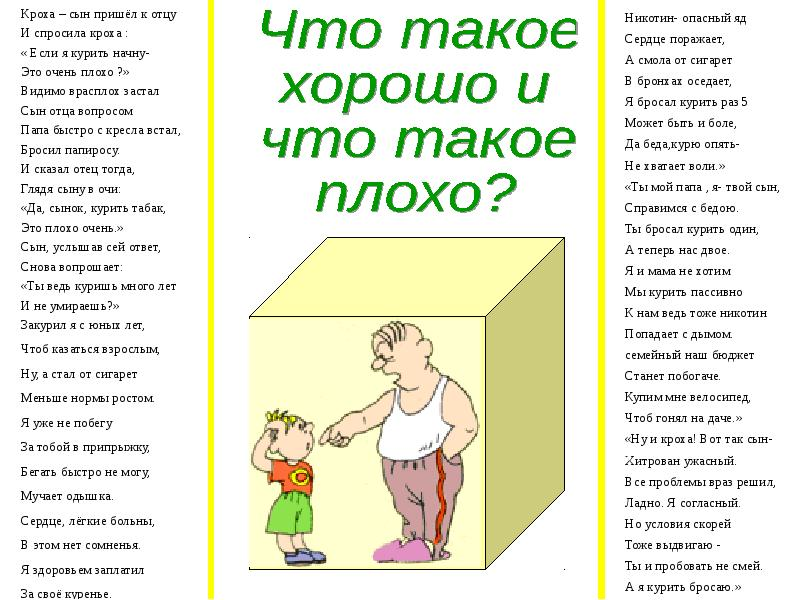 Кроха – сын пришёл к отцу
И спросила кроха :
« Если я курить начну-
Это очень плохо ?»
Видимо врасплох застал
Сын отца вопросом
Папа быстро с кресла встал,
Бросил папиросу.
И сказал отец тогда,
Глядя сыну в очи:
«Да, сынок, курить табак,
Это плохо очень.»
Сын, услышав сей ответ,
Снова вопрошает:
«Ты ведь куришь много лет
И не умираешь?»
Закурил я с юных лет,
Чтоб казаться взрослым,
Ну, а стал от сигарет
Меньше нормы ростом.
Я уже не побегу
За тобой в припрыжку,
Бегать быстро не могу,
Мучает одышка.
Сердце, лёгкие больны,
В этом нет сомненья.
Я здоровьем заплатил
За своё куренье.
Что такое
хорошо и
что такое
плохо?
Никотин- опасный яд
Сердце поражает,
А смола от сигарет
В бронхах оседает,
Я бросал курить раз 5
Может быть и боле,
Да беда,курю опять-
Не хватает воли.»
«Ты мой папа , я- твой сын,
Справимся с бедою.
Ты бросал курить один,
А теперь нас двое.
Я и мама не хотим
Мы курить пассивно
К нам ведь тоже никотин
Попадает с дымом.
семейный наш бюджет
Станет побогаче.
Купим мне велосипед,
Чтоб гонял на даче.»
«Ну и кроха! Вот так сын-
Хитрован ужасный.
Все проблемы враз решил,
Ладно. Я согласный.
Но условия скорей
Тоже выдвигаю -
Ты и пробовать не смей.
А я курить бросаю.»